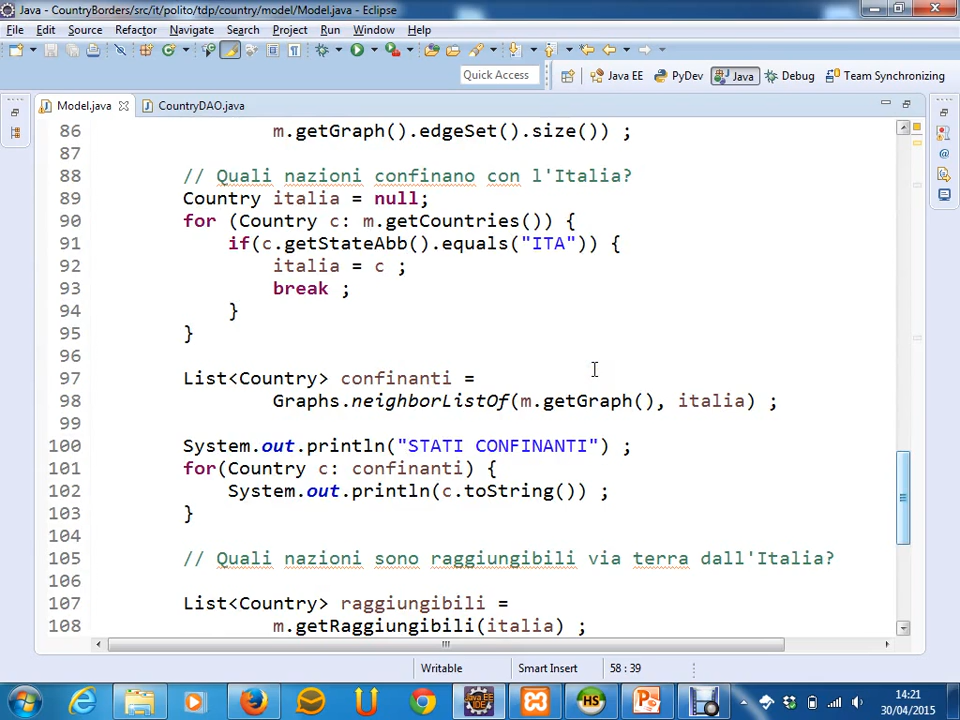 Java - CountryBorders/src/it/polito/tdp/country/model/Model.java - Eclipse
File Edit Source Refactor Navigate Search Project Run Window Help
Quick Access Java EE PyDev Java Debug Team Synchronizing
Model.java CountryDAO.java
86 m.getGraph().edgeSet().size()) ;
87
88 // Quali nazioni confinano con l'Italia?
89 Country italia = null;
90 for (Country c: m.getCountries()) {
91 if(c.getStateAbb().equals("ITA")) {
92 italia = c ;
93 break ;
94 }
95 }
96
97 List<Country> confinanti =
98 Graphs.neighborListOf(m.getGraph(), italia) ;
99
100 System.out.println("STATI CONFINANTI") ;
101 for(Country c: confinanti) {
102 System.out.println(c.toString()) ;
103 }
104
105 // Quali nazioni sono raggiungibili via terra dall'Italia?
106
107 List<Country> raggiungibili =
108 m.getRaggiungibili(italia) ;
Writable Smart Insert 58 : 39
14:21
30/04/2015